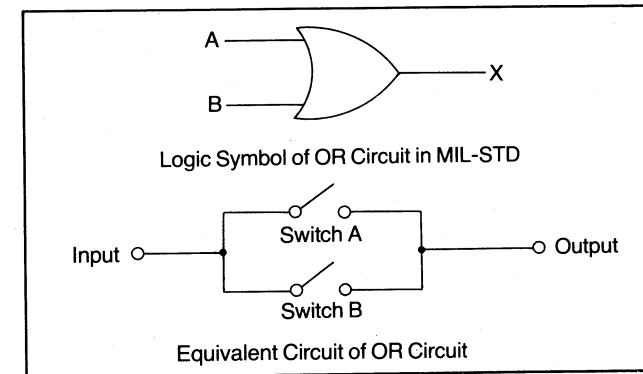 A
X
B
Logic Symbol of OR Circuit in MIL-STD
Switch A
Input
Output
Switch B
Equivalent Circuit of OR Circuit